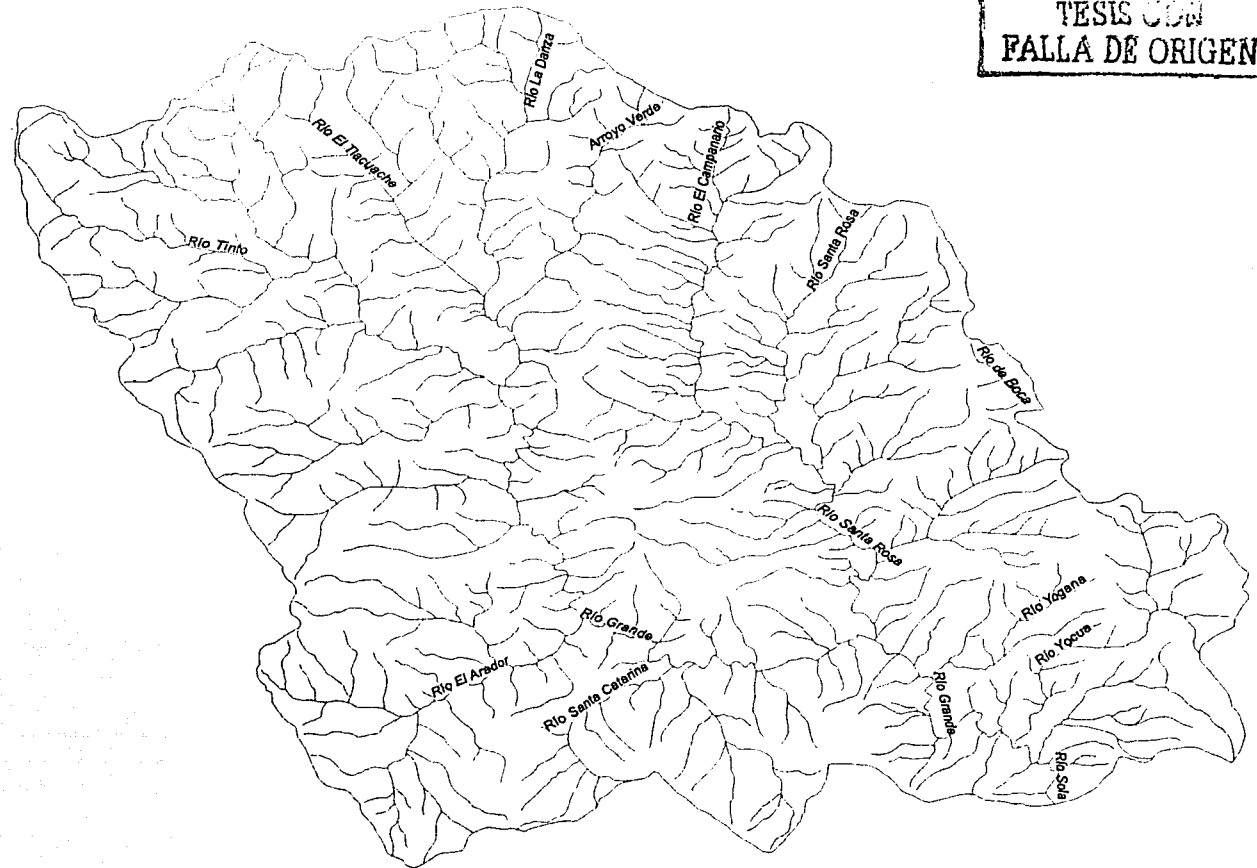 TESIS CON
FALLA DE ORIGEN
Río La Danza
Arroyo Verde
Río El Tlacuache
Río El Campanario
Río Santa Rosa
Río Tinto
Río de Boca
Río Santa Rosa
Río Yogana
Río Grande
Río Yocua
Río El Arador
Río Santa Catarina
Río Grande
Río Sola